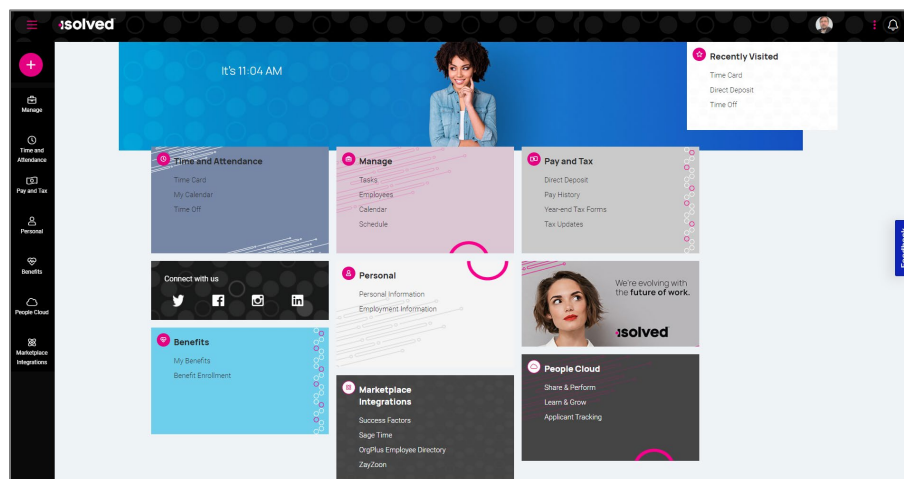 isolved
Manage
Time and
Attendance
Pay and Tax
Personal
Benefits
People Cloud
Marketplace
Integrations
It's 11:04 AM
Recently Visited
Time Card
Direct Deposit
Time Off
Time and Attendance
Time Card
My Calendar
Time Off
Manage
Tasks
Employees
Calendar
Schedule
Pay and Tax
Direct Deposit
Pay History
Year-end Tax Forms
Tax Updates
Connect with us
Personal
Personal Information
Employment Information
We're evolving with
the future of work.
isolved
Benefits
My Benefits
Benefit Enrollment
Marketplace
Integrations
Success Factors
Sage Time
OrgPlus Employee Directory
ZayZoon
People Cloud
Share & Perform
Learn & Grow
Applicant Tracking
Feedback